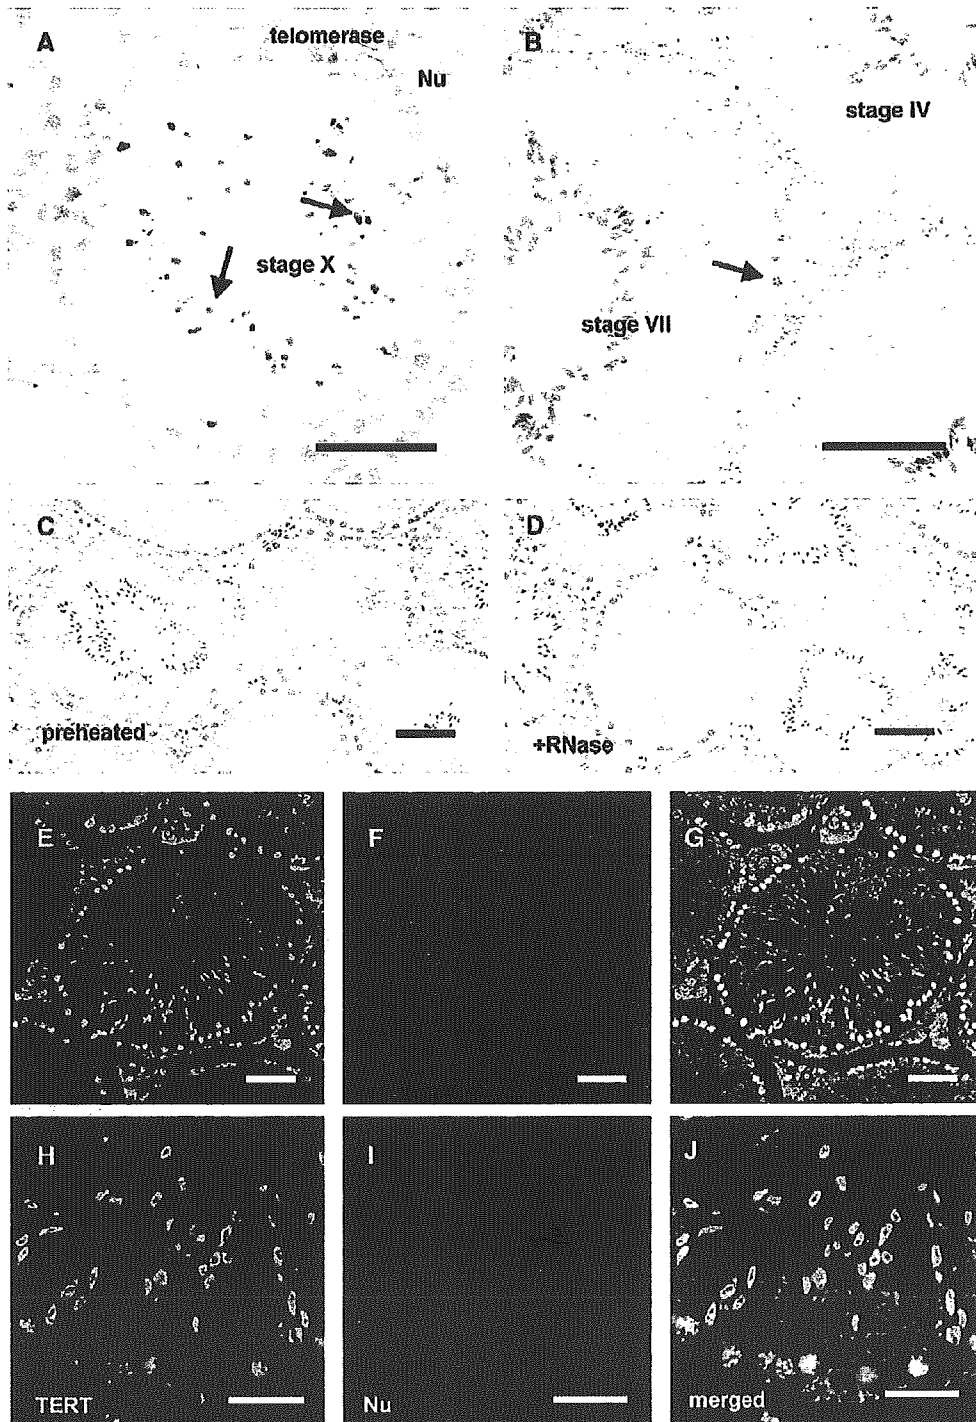 A
telomerase
Nu
stage X
B
stage IV
stage VII
C
preheated
D
+RNase
E
F
G
H
TERT
I
Nu
J
merged